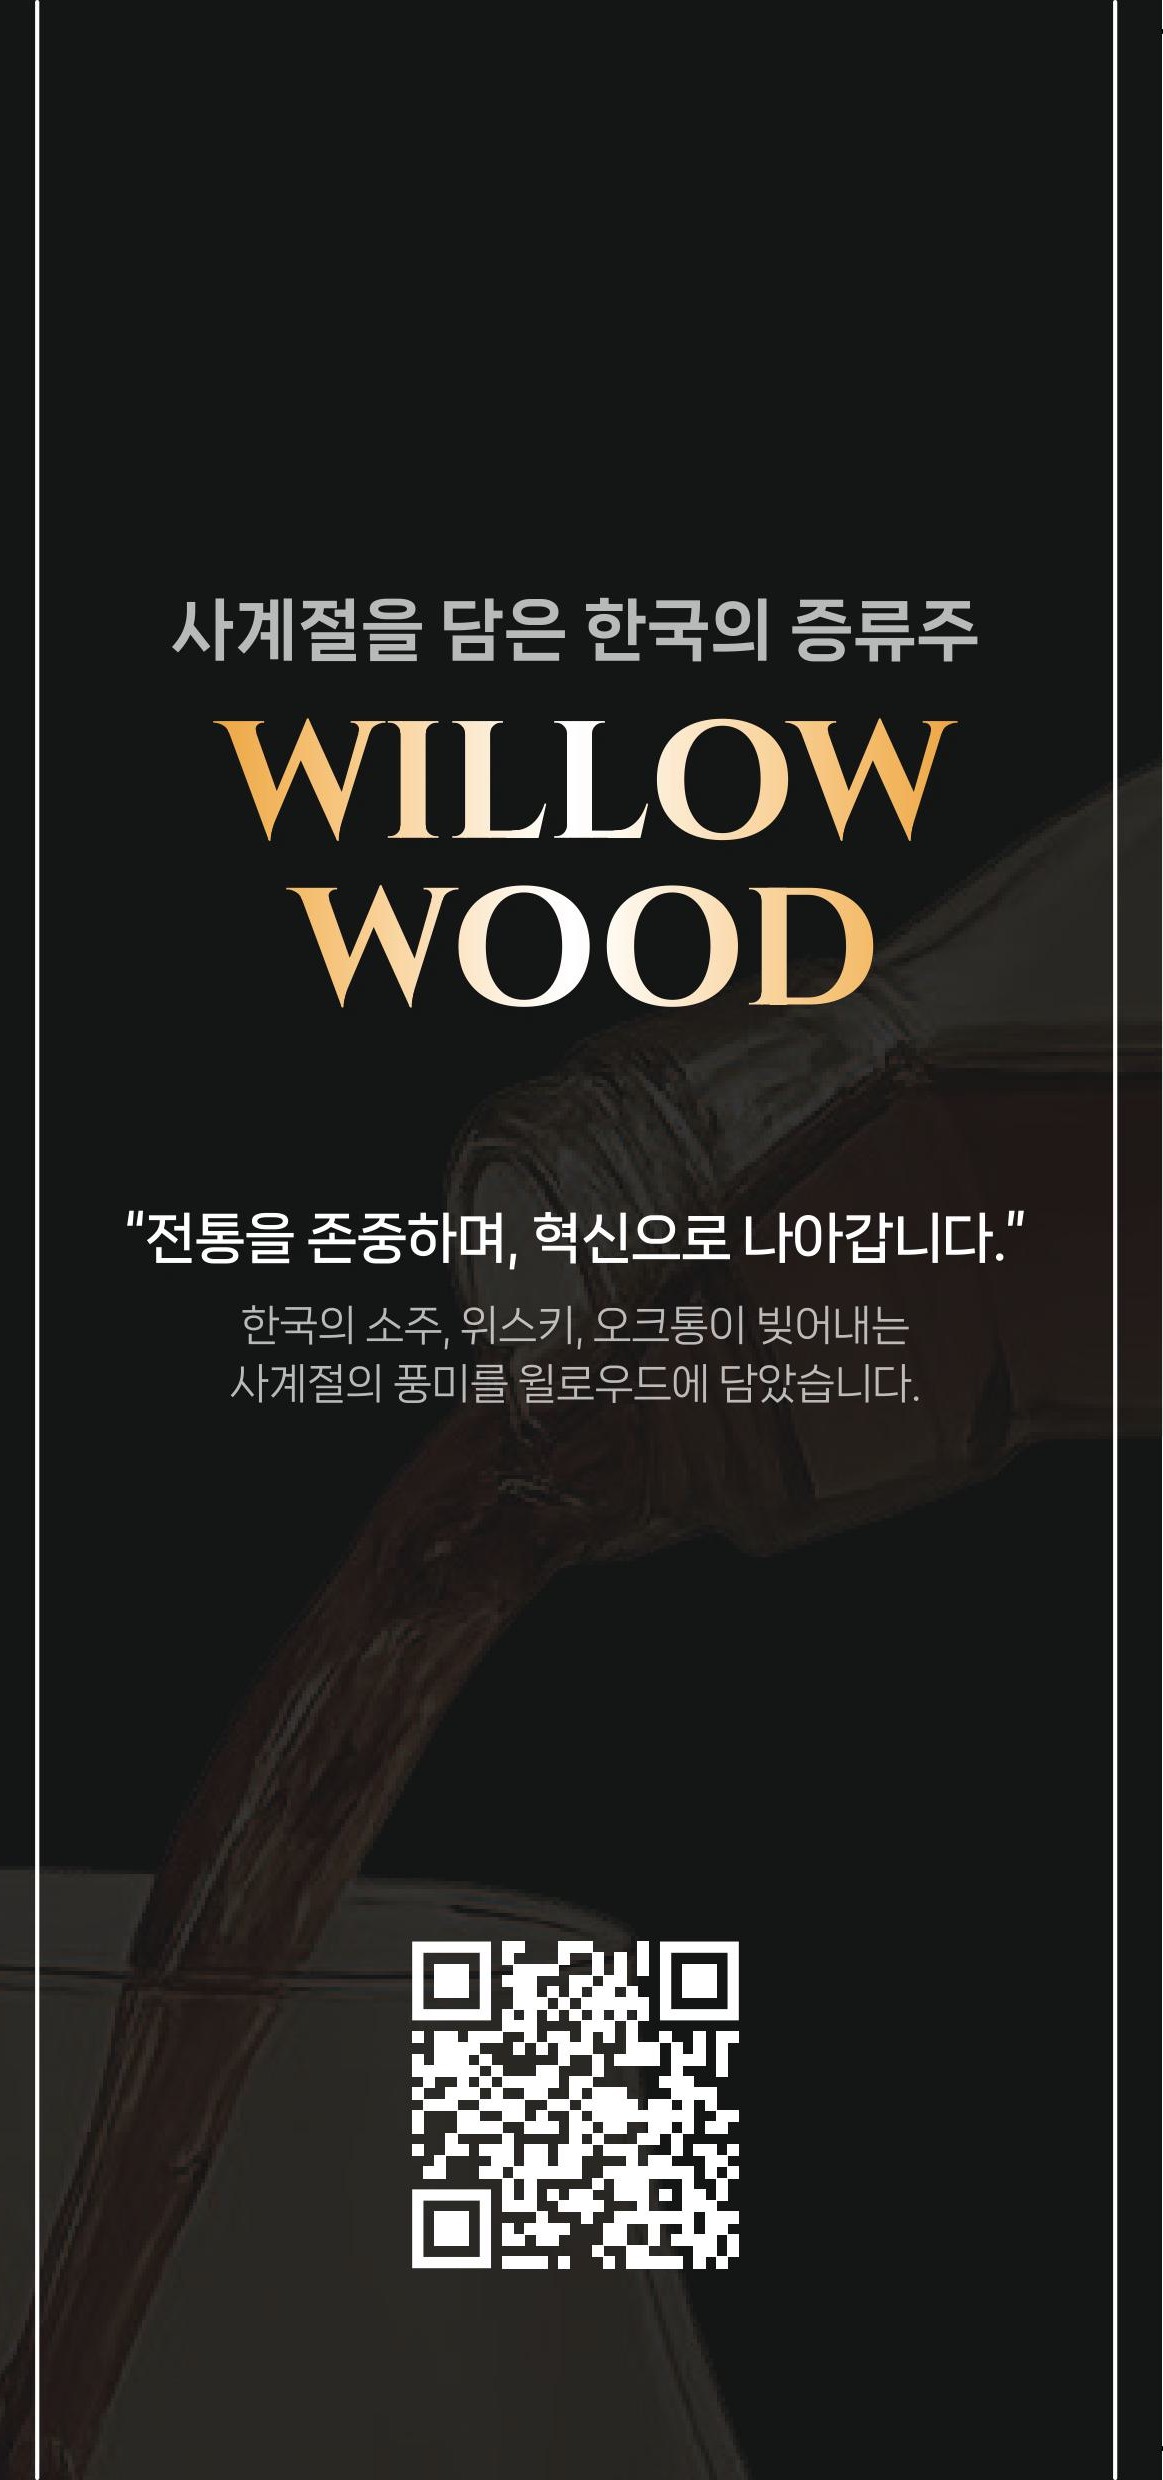 사계절을 담은 한국의 증류주
WILLOW
WOOD
“전통을 존중하며, 혁신으로 나아갑니다.”
한국의 소주, 위스키, 오크통이 빚어내는
사계절의 풍미를 윌로우드에 담았습니다.